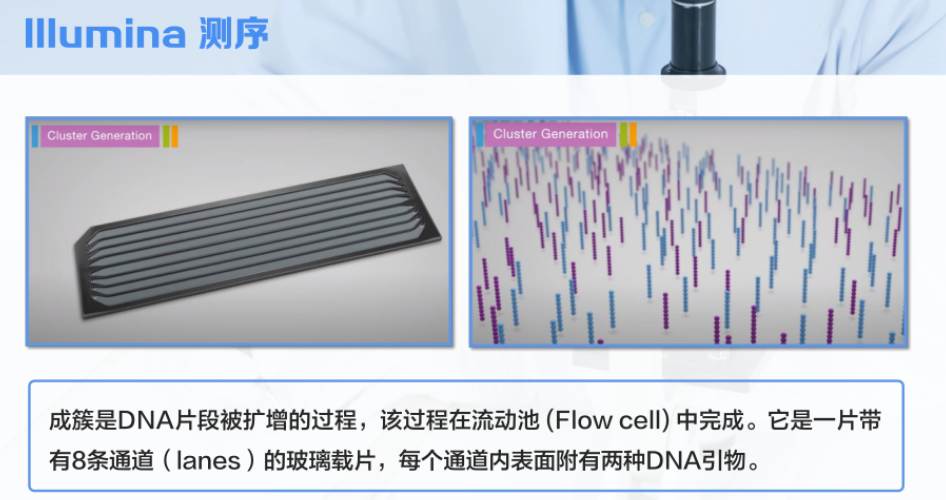 Illumina 测序
Cluster Generation
Cluster Generation
成簇是DNA片段被扩增的过程，该过程在流动池（Flow cell）中完成。它是一片带
有8条通道（lanes）的玻璃载片，每个通道内表面附有两种DNA引物。